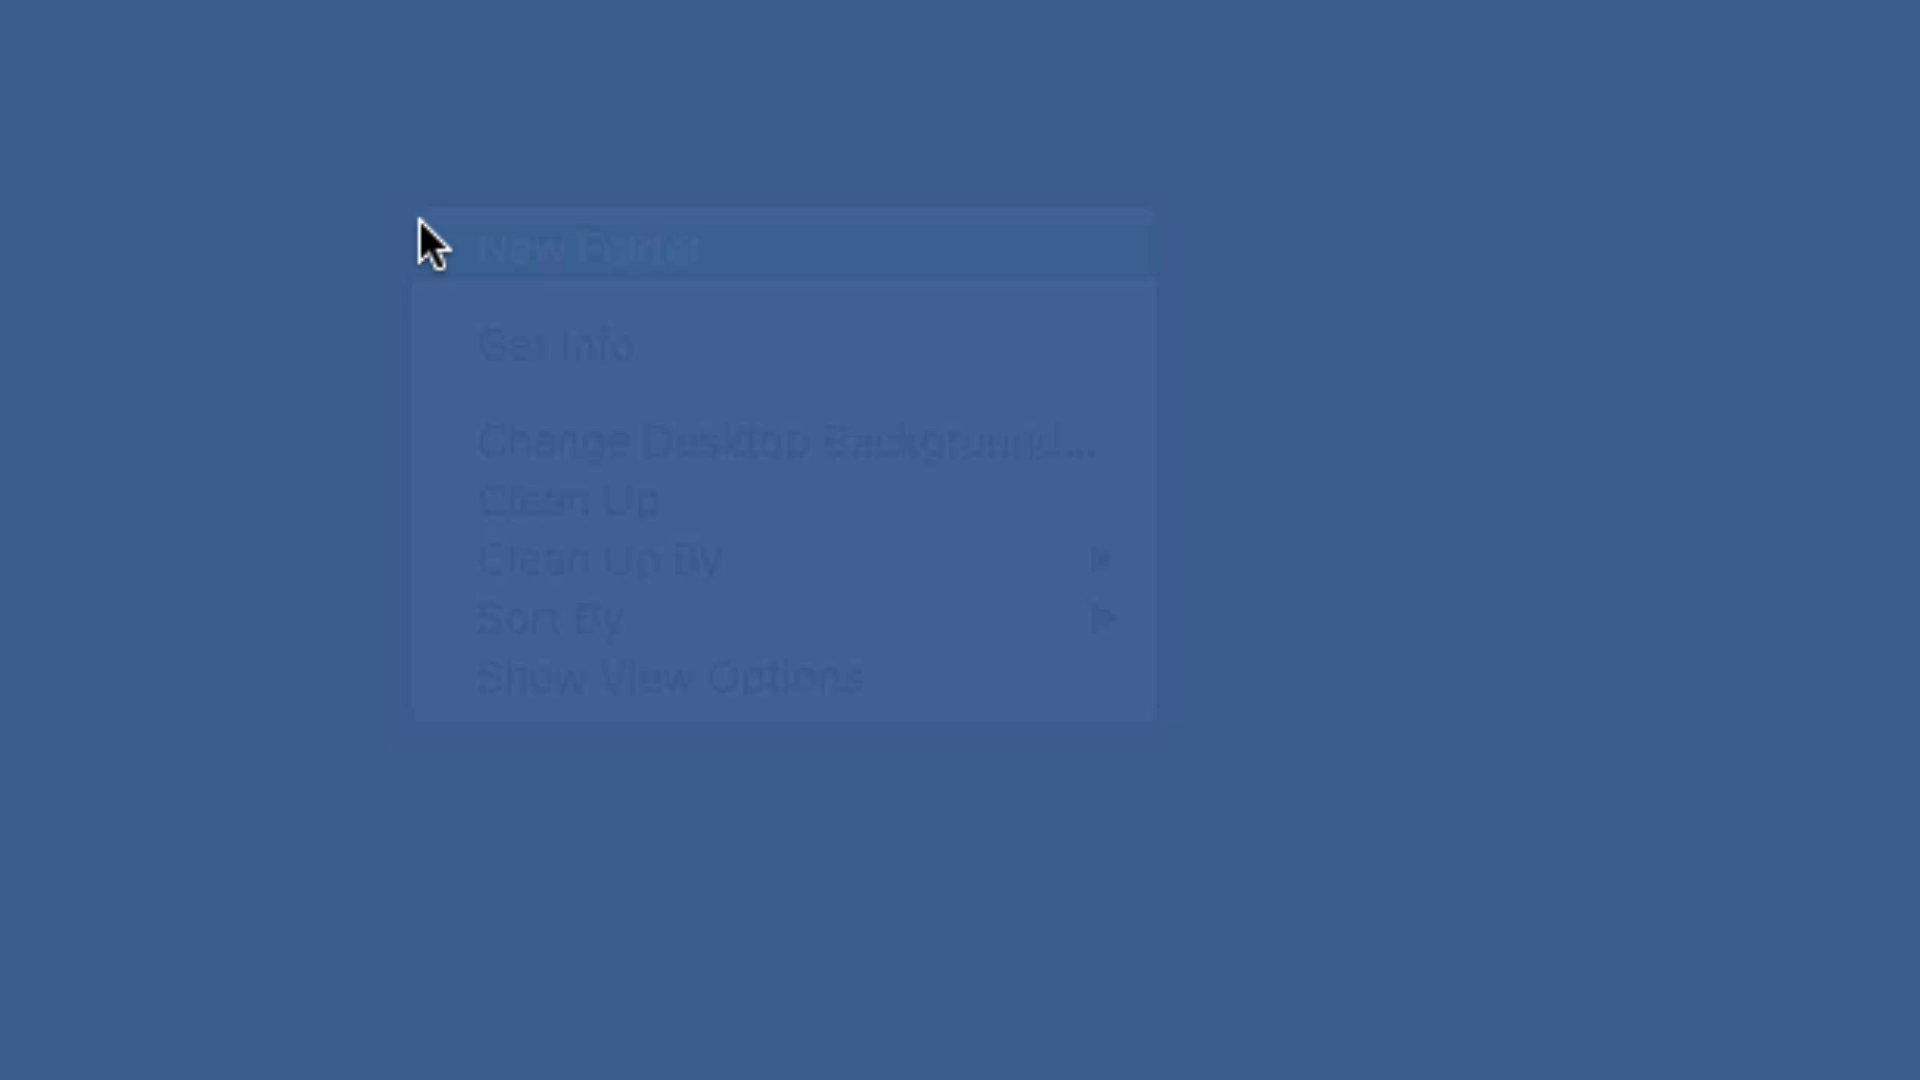 New Folder
Get Info
Change Desktop Background...
Clean Up
Clean Up By
Sort By
Show View Options